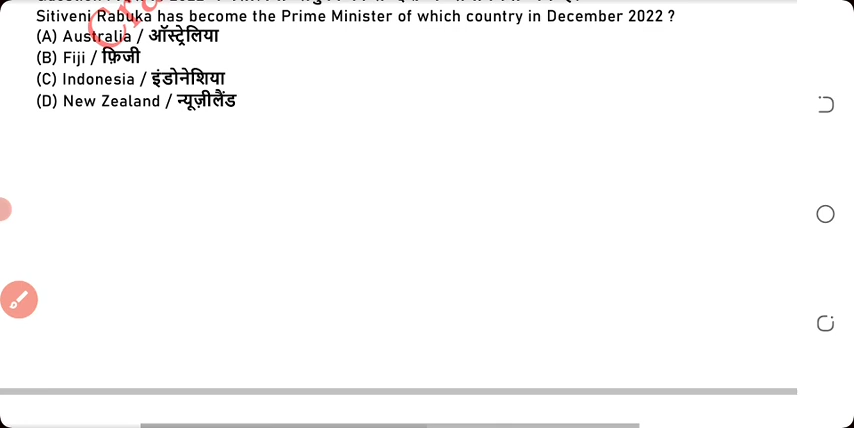 Sitiveni Rabuka has become the Prime Minister of which country in December 2022 ?
(A) Australia / ऑस्ट्रेलिया
(B) Fiji / फ़िजी
(C) Indonesia / इंडोनेशिया
(D) New Zealand / न्यूज़ीलैंड